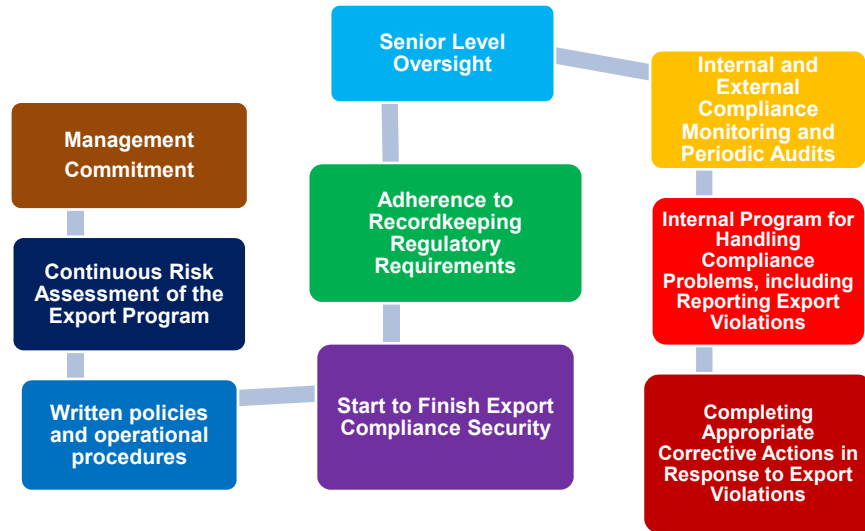 Management
Commitment
Continuous Risk
Assessment of the
Export Program
Written policies
and operational
procedures
Start to Finish Export
Compliance Security
Adherence to
Recordkeeping
Regulatory
Requirements
Senior Level
Oversight
Internal and
External
Compliance
Monitoring and
Periodic Audits
Internal Program for
Handling
Compliance
Problems, including
Reporting Export
Violations
Completing
Appropriate
Corrective Actions in
Response to Export
Violations